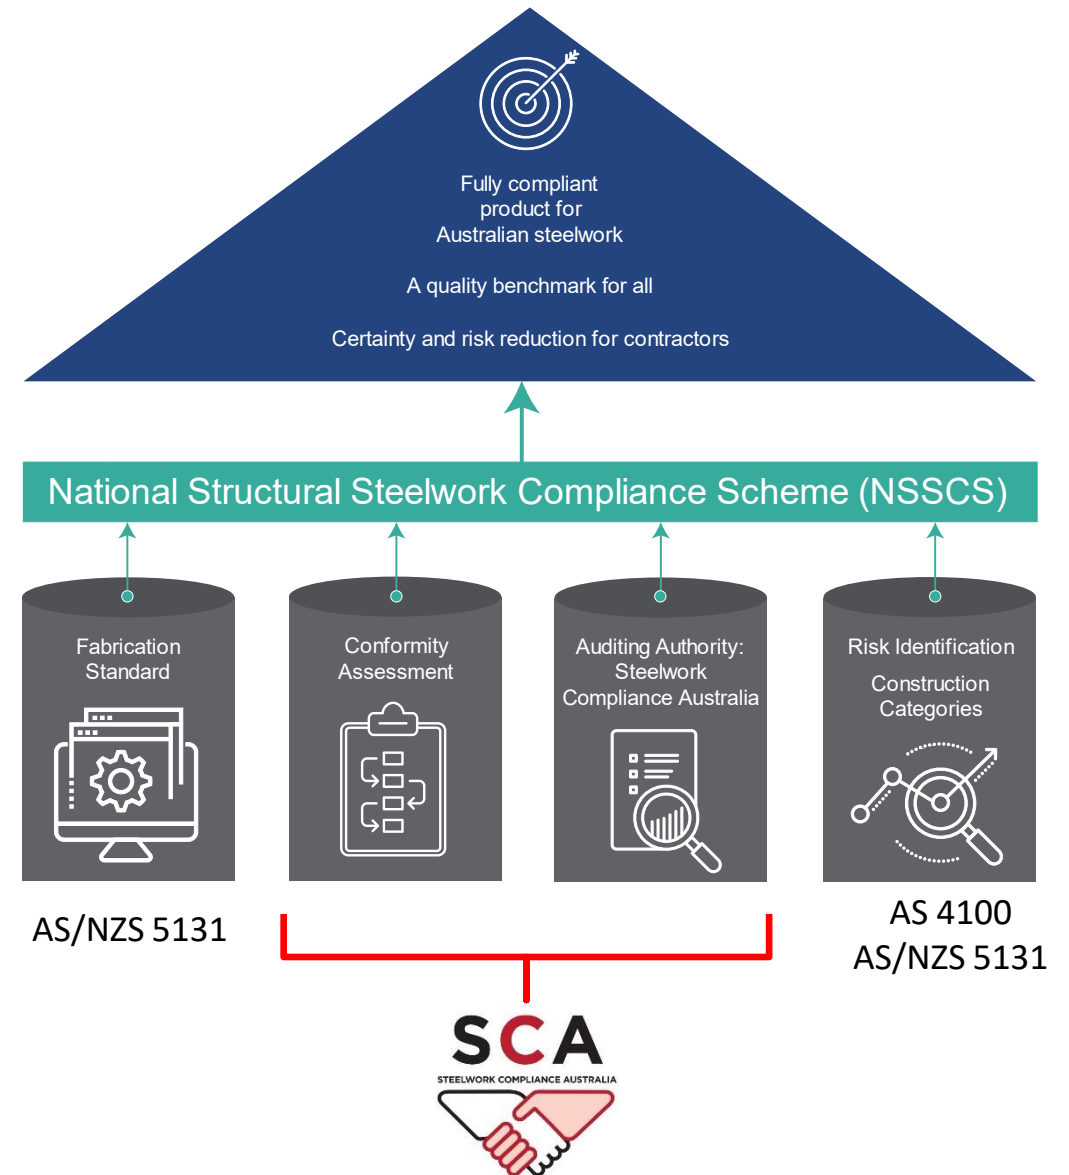 Fully compliant
product for
Australian steelwork
A quality benchmark for all
Certainty and risk reduction for contractors
National Structural Steelwork Compliance Scheme (NSSCS)
Fabrication
Standard
Conformity
Assessment
Auditing Authority:
Steelwork
Compliance Australia
Risk Identification
Construction
Categories
AS/NZS 5131
AS 4100
AS/NZS 5131
SCA
STEELWORK COMPLIANCE AUSTRALIA